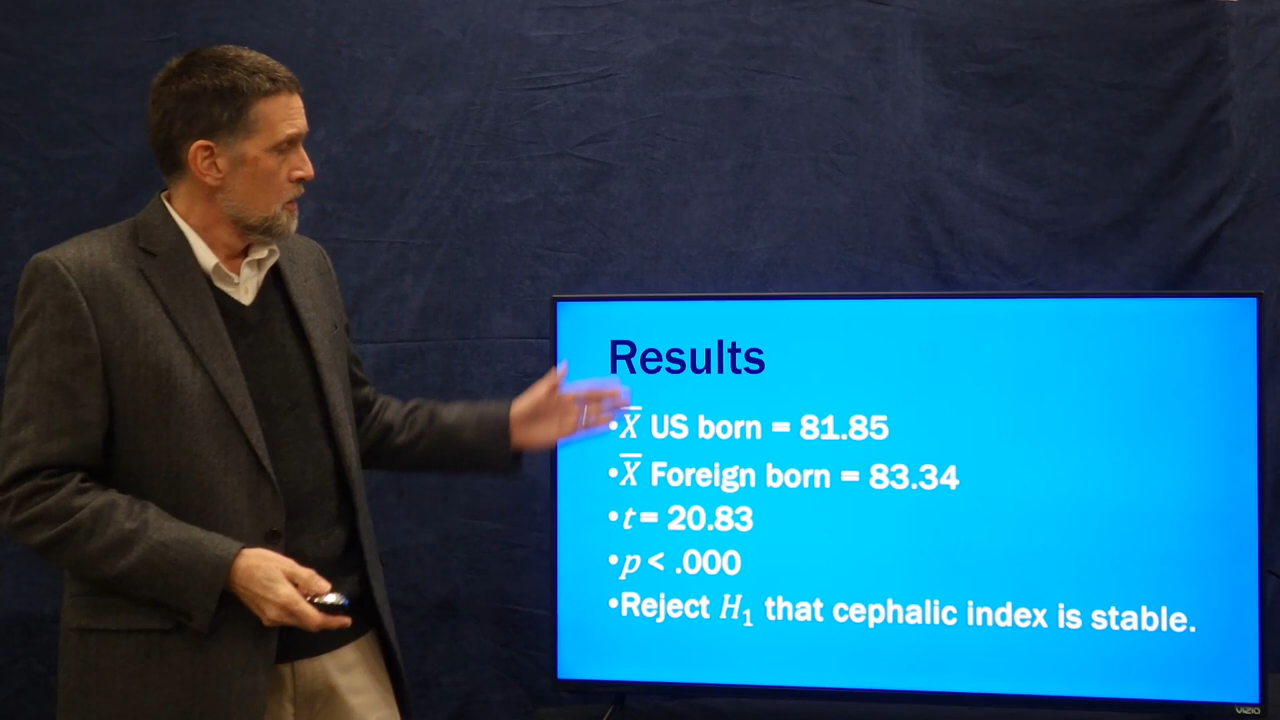 Results
•X̅ US born = 81.85
•X̅ Foreign born = 83.34
•t = 20.83
•p < .000
•Reject H₁ that cephalic index is stable.
VIZIO